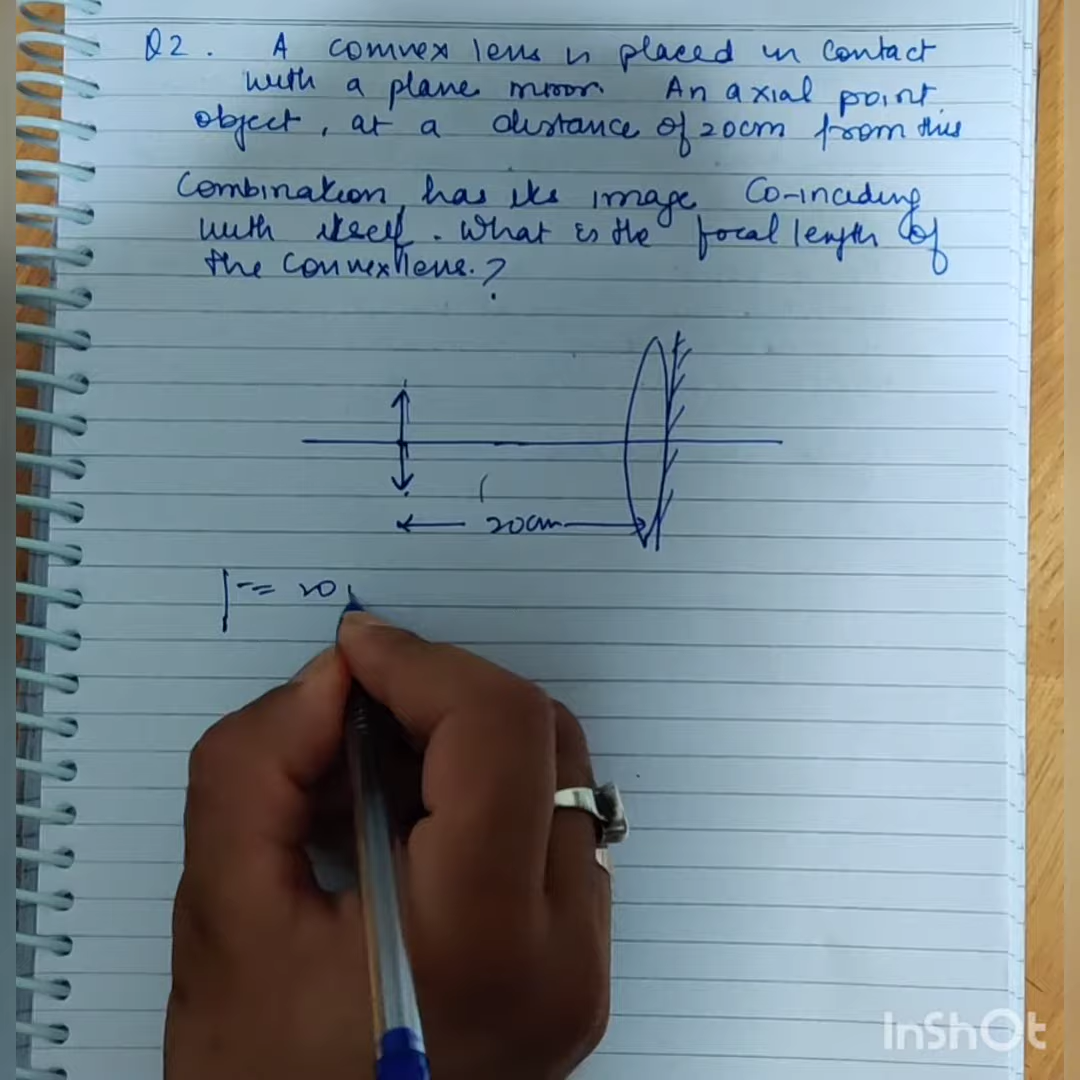 Q2. A convex lens is placed in contact
with a plane mirror. An axial point
object, at a distance of 20cm from this
Combination, has its image Co-inciding
with itself. What is the focal length of
the convex lens.?
20cm
f = 20
InShOt